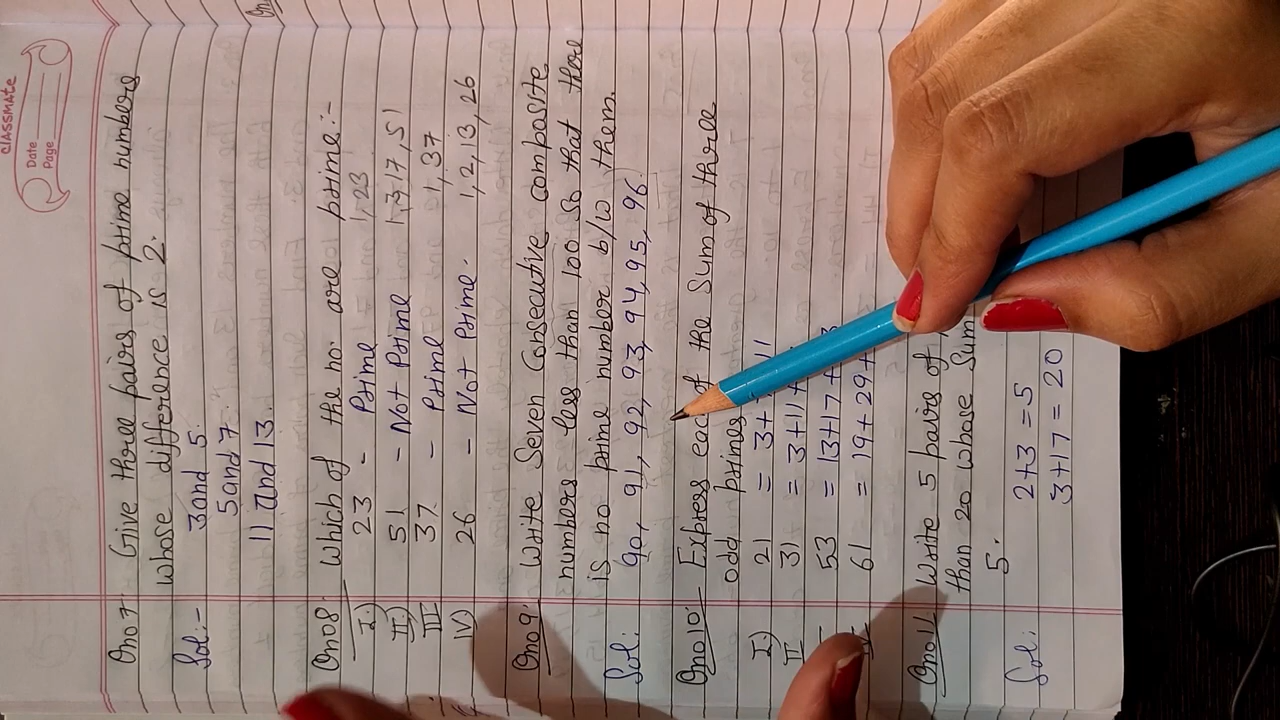 CLASSMATE
Date
Page
Qno7 Give three pairs of prime numbers
whose difference is 2.
Sol:- 3 and 5.
5 and 7.
11 and 13.
Qno8. Which of the no. are prime:-
I) 23 - Prime 1, 23
II) 51 - Not Prime 1, 3, 17, 51
III 37 - Prime 1, 37
IV) 26 - Not Prime. 1, 2, 13, 26
Qno9: Write Seven Consecutive composite
numbers less than 100 so that there
is no prime number b/w them.
Sol: 90, 91, 92, 93, 94, 95, 96.
Qno10: Express each of the Sum of three
odd primes
I) 21 = 3+ 11
II 31 = 3+11+
53 = 13+17+
61 = 19+29+
Qno11 Write 5 pairs of
than 20 whose Sum
5.
Sol: 2+3=5
3+17=20